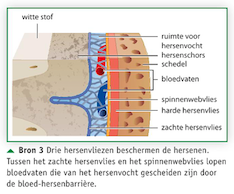 witte stof
ruimte voor
hersenvocht
hersenschors
schedel
bloedvaten
spinnenwebvlies
harde hersenvlies
zachte hersenvlies
▲ Bron 3 Drie hersenvliezen beschermen de hersenen.
Tussen het zachte hersenvlies en het spinnenwebvlies lopen
bloedvaten die van het hersenvocht gescheiden zijn door
de bloed-hersenbarrière.